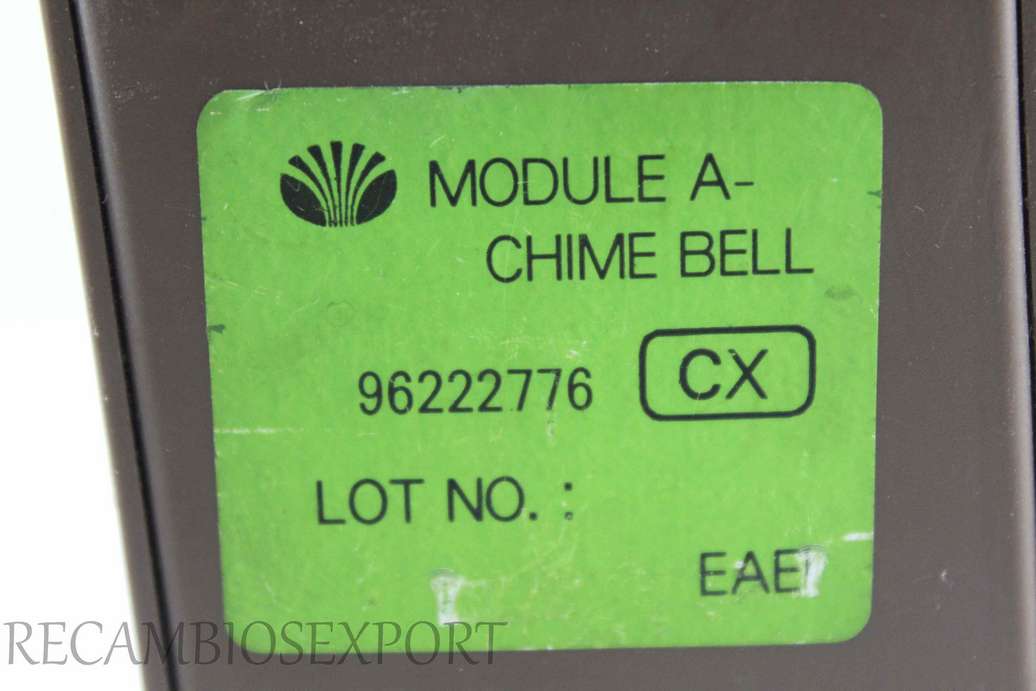 MODULE A-
CHIME BELL
96222776 CX
LOT NO. :
EAE
RECAMBIOSEXPORT